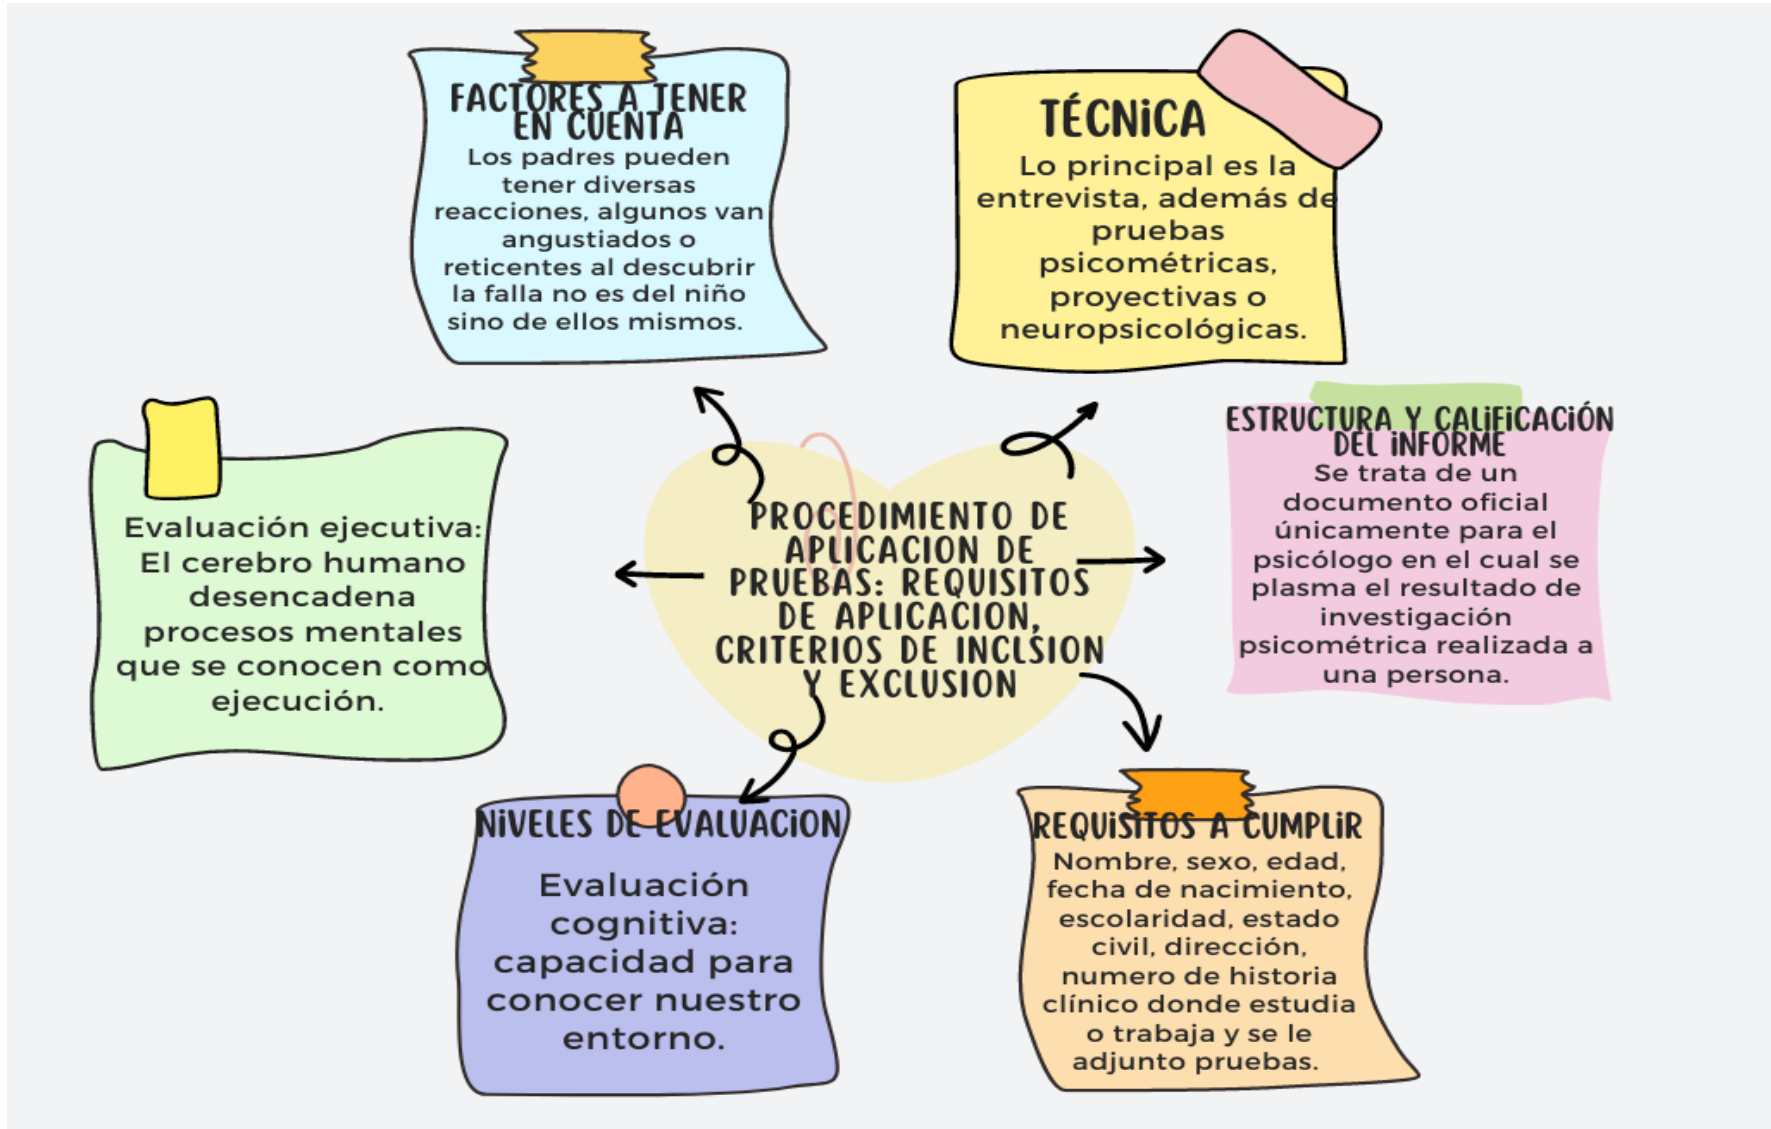 FACTORES A TENER
EN CUENTA
Los padres pueden
tener diversas
reacciones, algunos van
angustiados o
reticentes al descubrir
la falla no es del niño
sino de ellos mismos.
TÉCNiCA
Lo principal es la
entrevista, además de
pruebas
psicométricas,
proyectivas o
neuropsicológicas.
Evaluación ejecutiva:
El cerebro humano
desencadena
procesos mentales
que se conocen como
ejecución.
PROCEDIMIENTO DE
APLICACION DE
PRUEBAS: REQUISITOS
DE APLICACION,
CRITERIOS DE INCLSION
Y EXCLUSION
ESTRUCTURA Y CALiFiCACiÓN
DEL iNFORME
Se trata de un
documento oficial
únicamente para el
psicólogo en el cual se
plasma el resultado de
investigación
psicométrica realizada a
una persona.
NiVELES DE EVALUACiON
Evaluación
cognitiva:
capacidad para
conocer nuestro
entorno.
REQUiSiTOS A CUMPLiR
Nombre, sexo, edad,
fecha de nacimiento,
escolaridad, estado
civil, dirección,
numero de historia
clínico donde estudia
o trabaja y se le
adjunto pruebas.